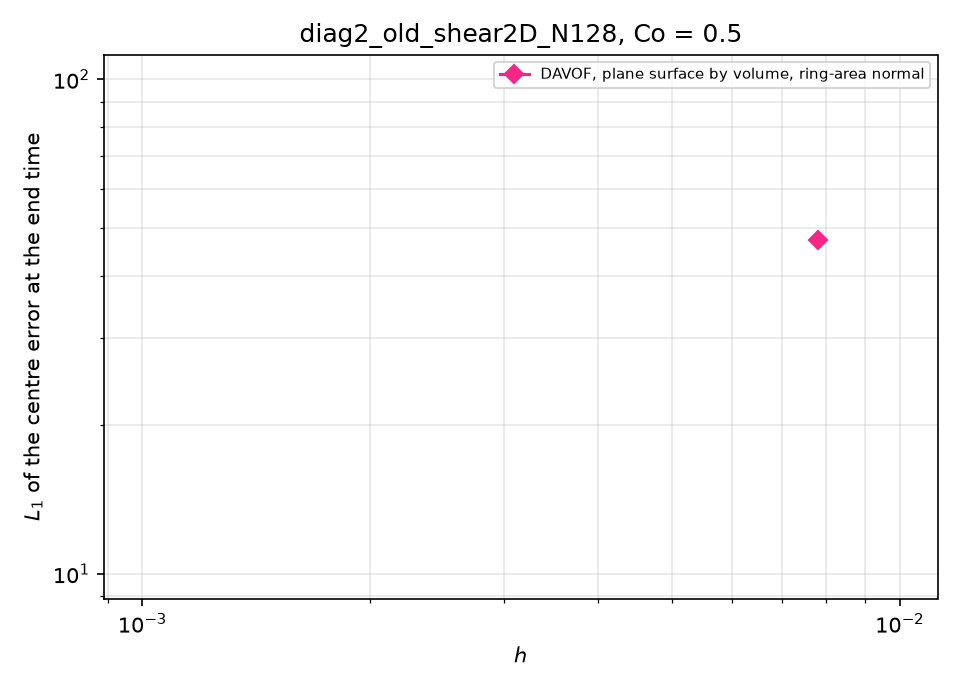 diag2_old_shear2D_N128, Co = 0.5
DAVOF, plane surface by volume, ring-area normal
L₁ of the centre error at the end time
10²
10¹
10⁻³
10⁻²
h